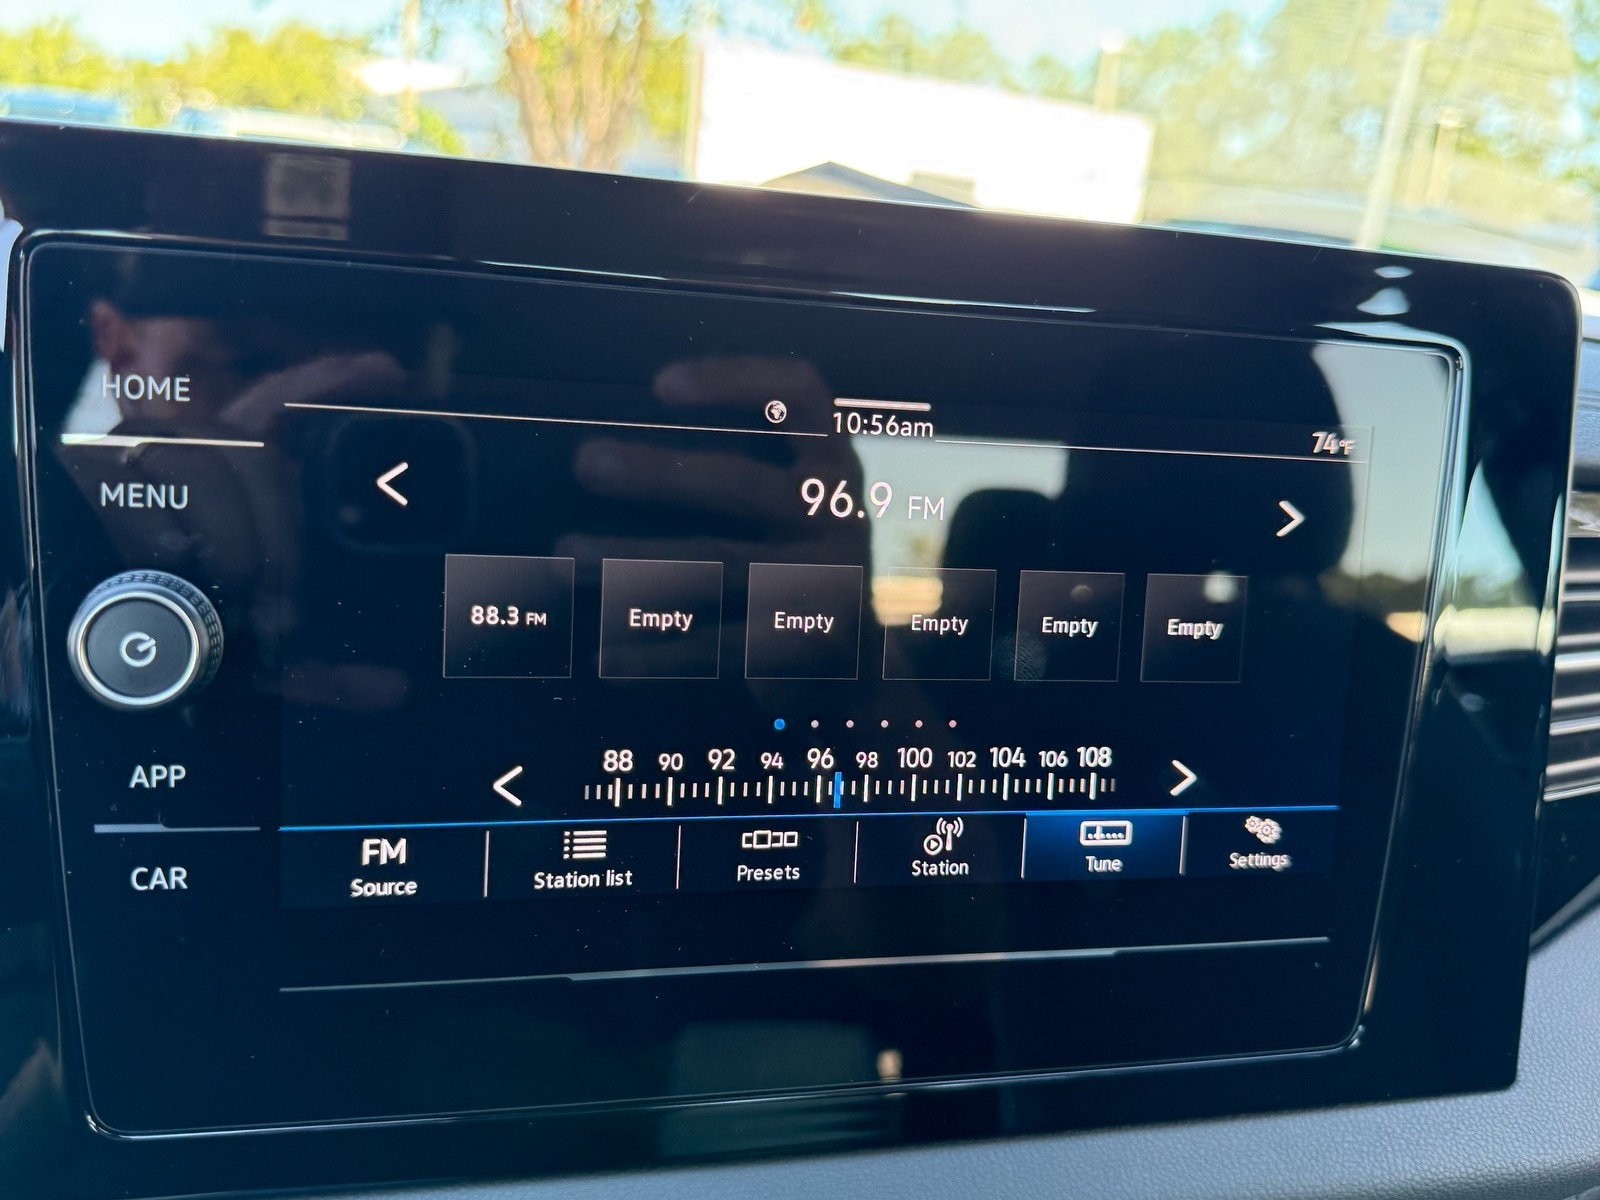 HOME
MENU
APP
CAR
10:56am
74°F
96.9 FM
88.3 FM
Empty
Empty
Empty
Empty
Empty
88 90 92 94 96 98 100 102 104 106 108
FM
Source
Station list
Presets
Station
Tune
Settings